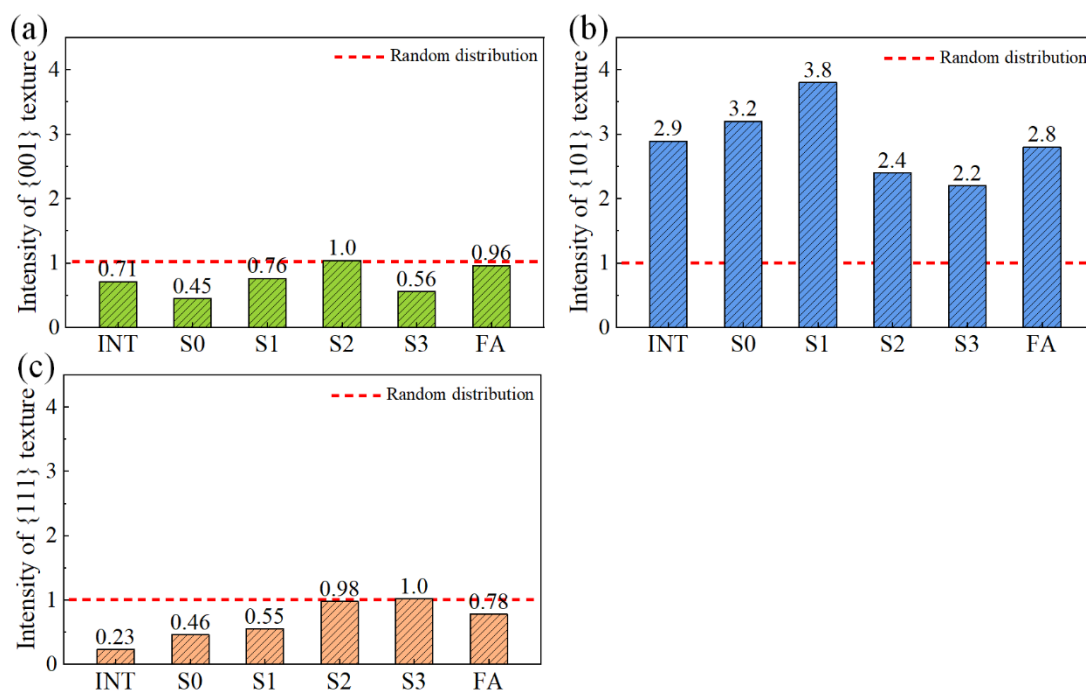 (a)
Intensity of {001} texture
4
3
2
1
0
Random distribution
0.71
0.45
0.76
1.0
0.56
0.96
INT S0 S1 S2 S3 FA
(b)
Intensity of {101} texture
4
3
2
1
0
Random distribution
2.9
3.2
3.8
2.4
2.2
2.8
INT S0 S1 S2 S3 FA
(c)
Intensity of {111} texture
4
3
2
1
0
Random distribution
0.23
0.46
0.55
0.98
1.0
0.78
INT S0 S1 S2 S3 FA